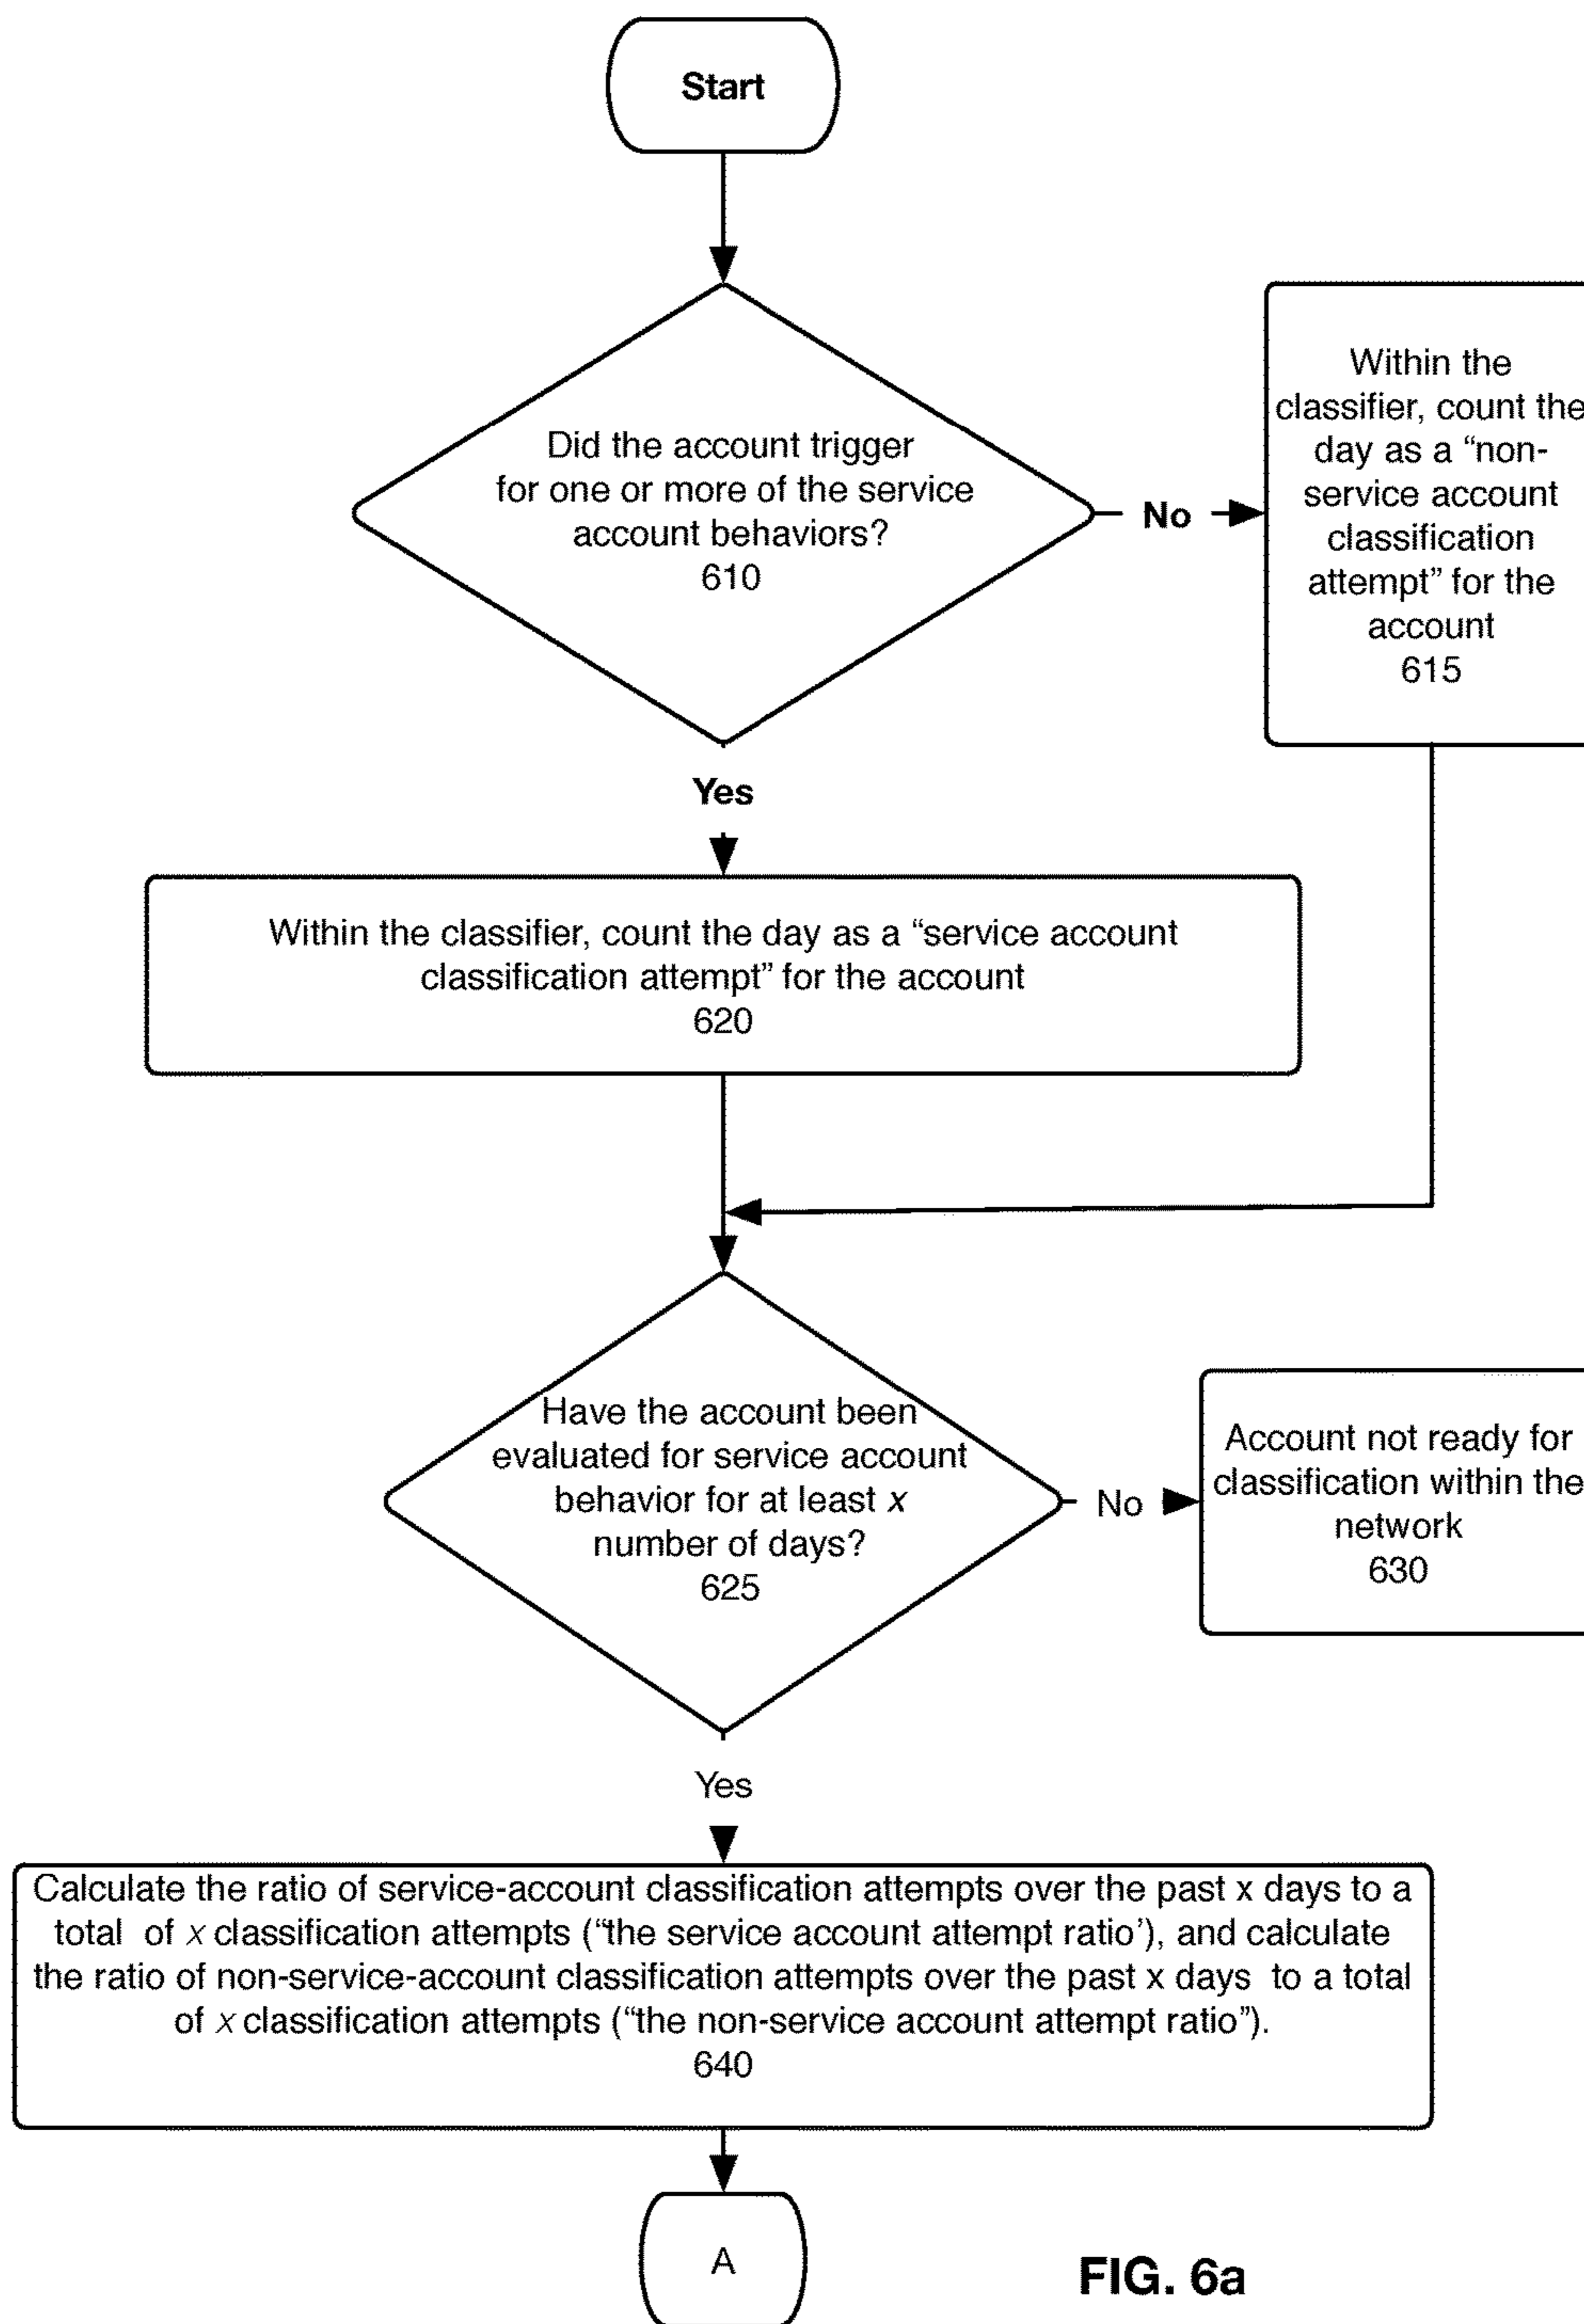 Start
Did the account trigger
for one or more of the service
account behaviors?
610
No
Within the
classifier, count the
day as a “non-
service account
classification
attempt” for the
account
615
Yes
Within the classifier, count the day as a “service account
classification attempt” for the account
620
Have the account been
evaluated for service account
behavior for at least x
number of days?
625
No
Account not ready for
classification within the
network
630
Yes
Calculate the ratio of service-account classification attempts over the past x days to a
total of x classification attempts (“the service account attempt ratio’), and calculate
the ratio of non-service-account classification attempts over the past x days to a total
of x classification attempts (“the non-service account attempt ratio”).
640
A
FIG. 6a